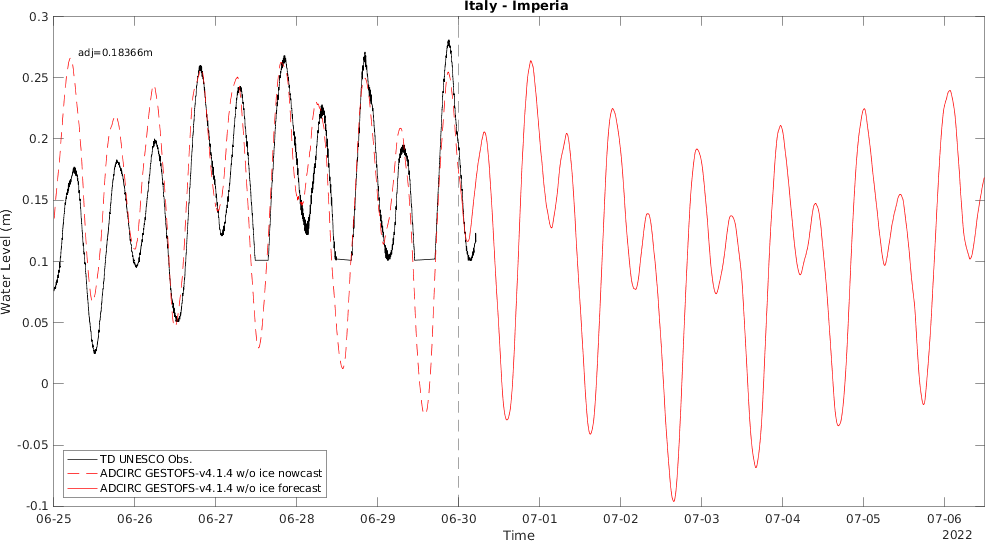 Italy - Imperia
0.3
adj=0.18366m
0.25
0.2
0.15
0.1
0.05
0
-0.05
-0.1
Water Level (m)
TD UNESCO Obs.
ADCIRC GESTOFS-v4.1.4 w/o ice nowcast
ADCIRC GESTOFS-v4.1.4 w/o ice forecast
06-25 06-26 06-27 06-28 06-29 06-30 07-01 07-02 07-03 07-04 07-05 07-06
Time
2022